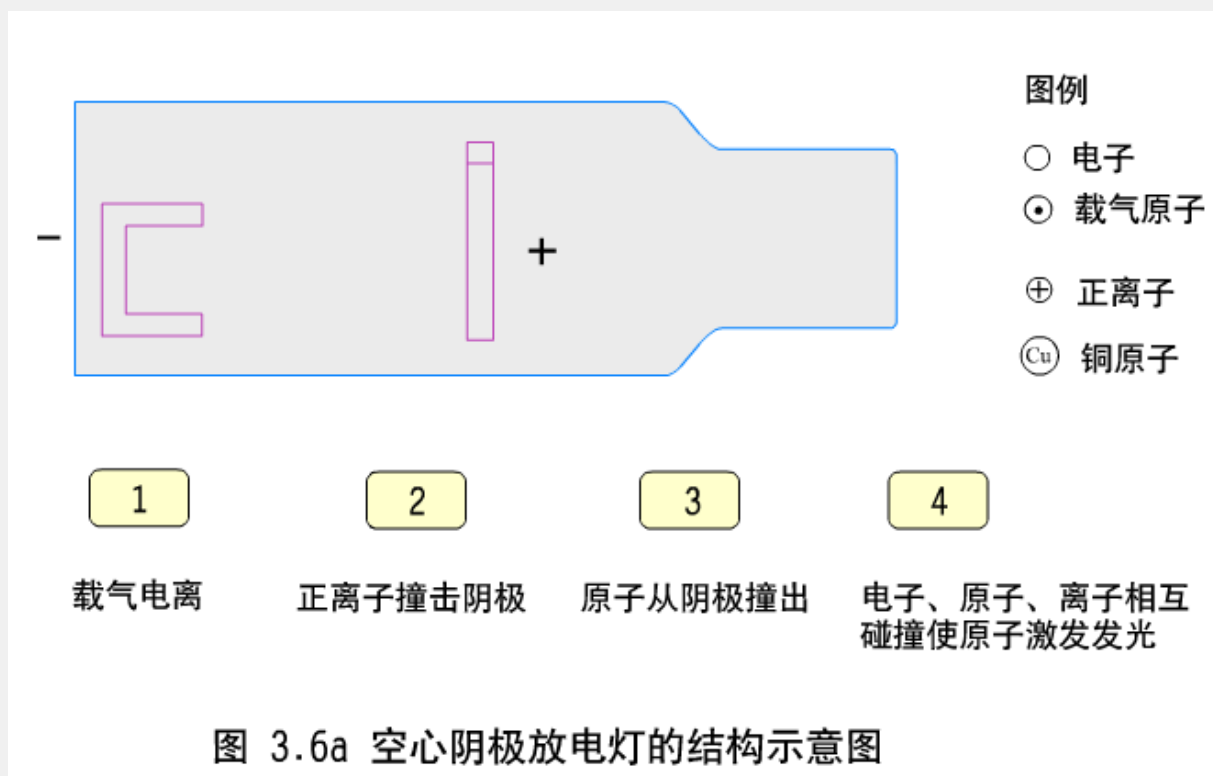 图例
电子
载气原子
正离子
Cu 铜原子
- +
1 2 3 4
载气电离 正离子撞击阴极 原子从阴极撞出 电子、原子、离子相互
碰撞使原子激发发光
图 3.6a 空心阴极放电灯的结构示意图